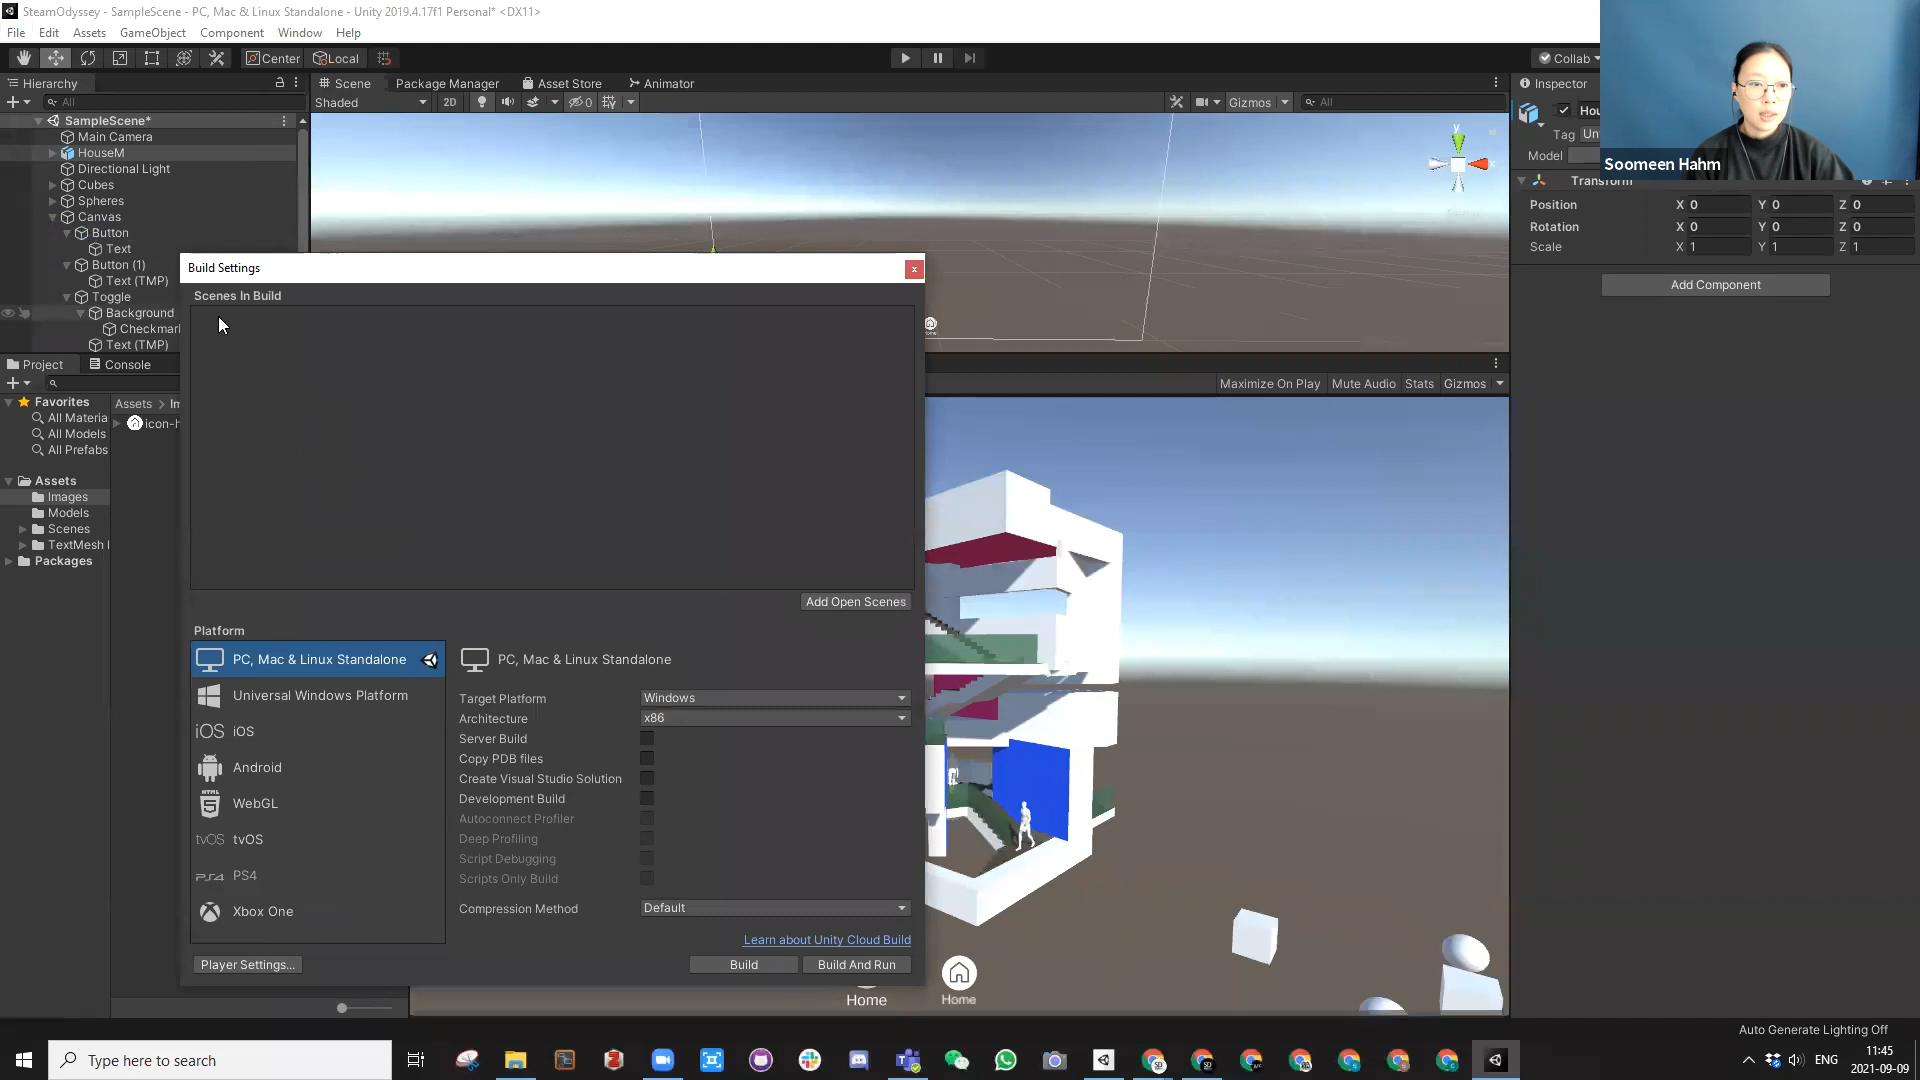 SteamOdyssey - SampleScene - PC, Mac & Linux Standalone - Unity 2019.4.17f1 Personal* <DX11>
File Edit Assets GameObject Component Window Help
Center Local Collab
Hierarchy Scene Package Manager Asset Store Animator Inspector
All Shaded 2D 0 Gizmos All
SampleScene*
Main Camera
HouseM
Directional Light
Cubes
Spheres
Canvas
Button
Text
Button (1)
Text (TMP)
Toggle
Background
Checkmar
Text (TMP)
Project Console
Favorites
All Materia
All Models
All Prefabs
Assets
Images
Models
Scenes
TextMesh
Packages
Assets > Im
icon-h
Build Settings
x
Scenes In Build
Add Open Scenes
Platform
PC, Mac & Linux Standalone
Universal Windows Platform
iOS iOS
Android
HTML 5 WebGL
tvOS tvOS
PS4 PS4
Xbox One
Player Settings...
PC, Mac & Linux Standalone
Target Platform Windows
Architecture x86
Server Build
Copy PDB files
Create Visual Studio Solution
Development Build
Autoconnect Profiler
Deep Profiling
Script Debugging
Scripts Only Build
Compression Method Default
Learn about Unity Cloud Build
Build Build And Run
y
x
Maximize On Play Mute Audio Stats Gizmos
Home
Home
Hou
Tag Un
Model
Soomeen Hahm
Transform
Position X 0 Y 0 Z 0
Rotation X 0 Y 0 Z 0
Scale X 1 Y 1 Z 1
Add Component
Auto Generate Lighting Off
Type here to search
ENG
11:45
2021-09-09